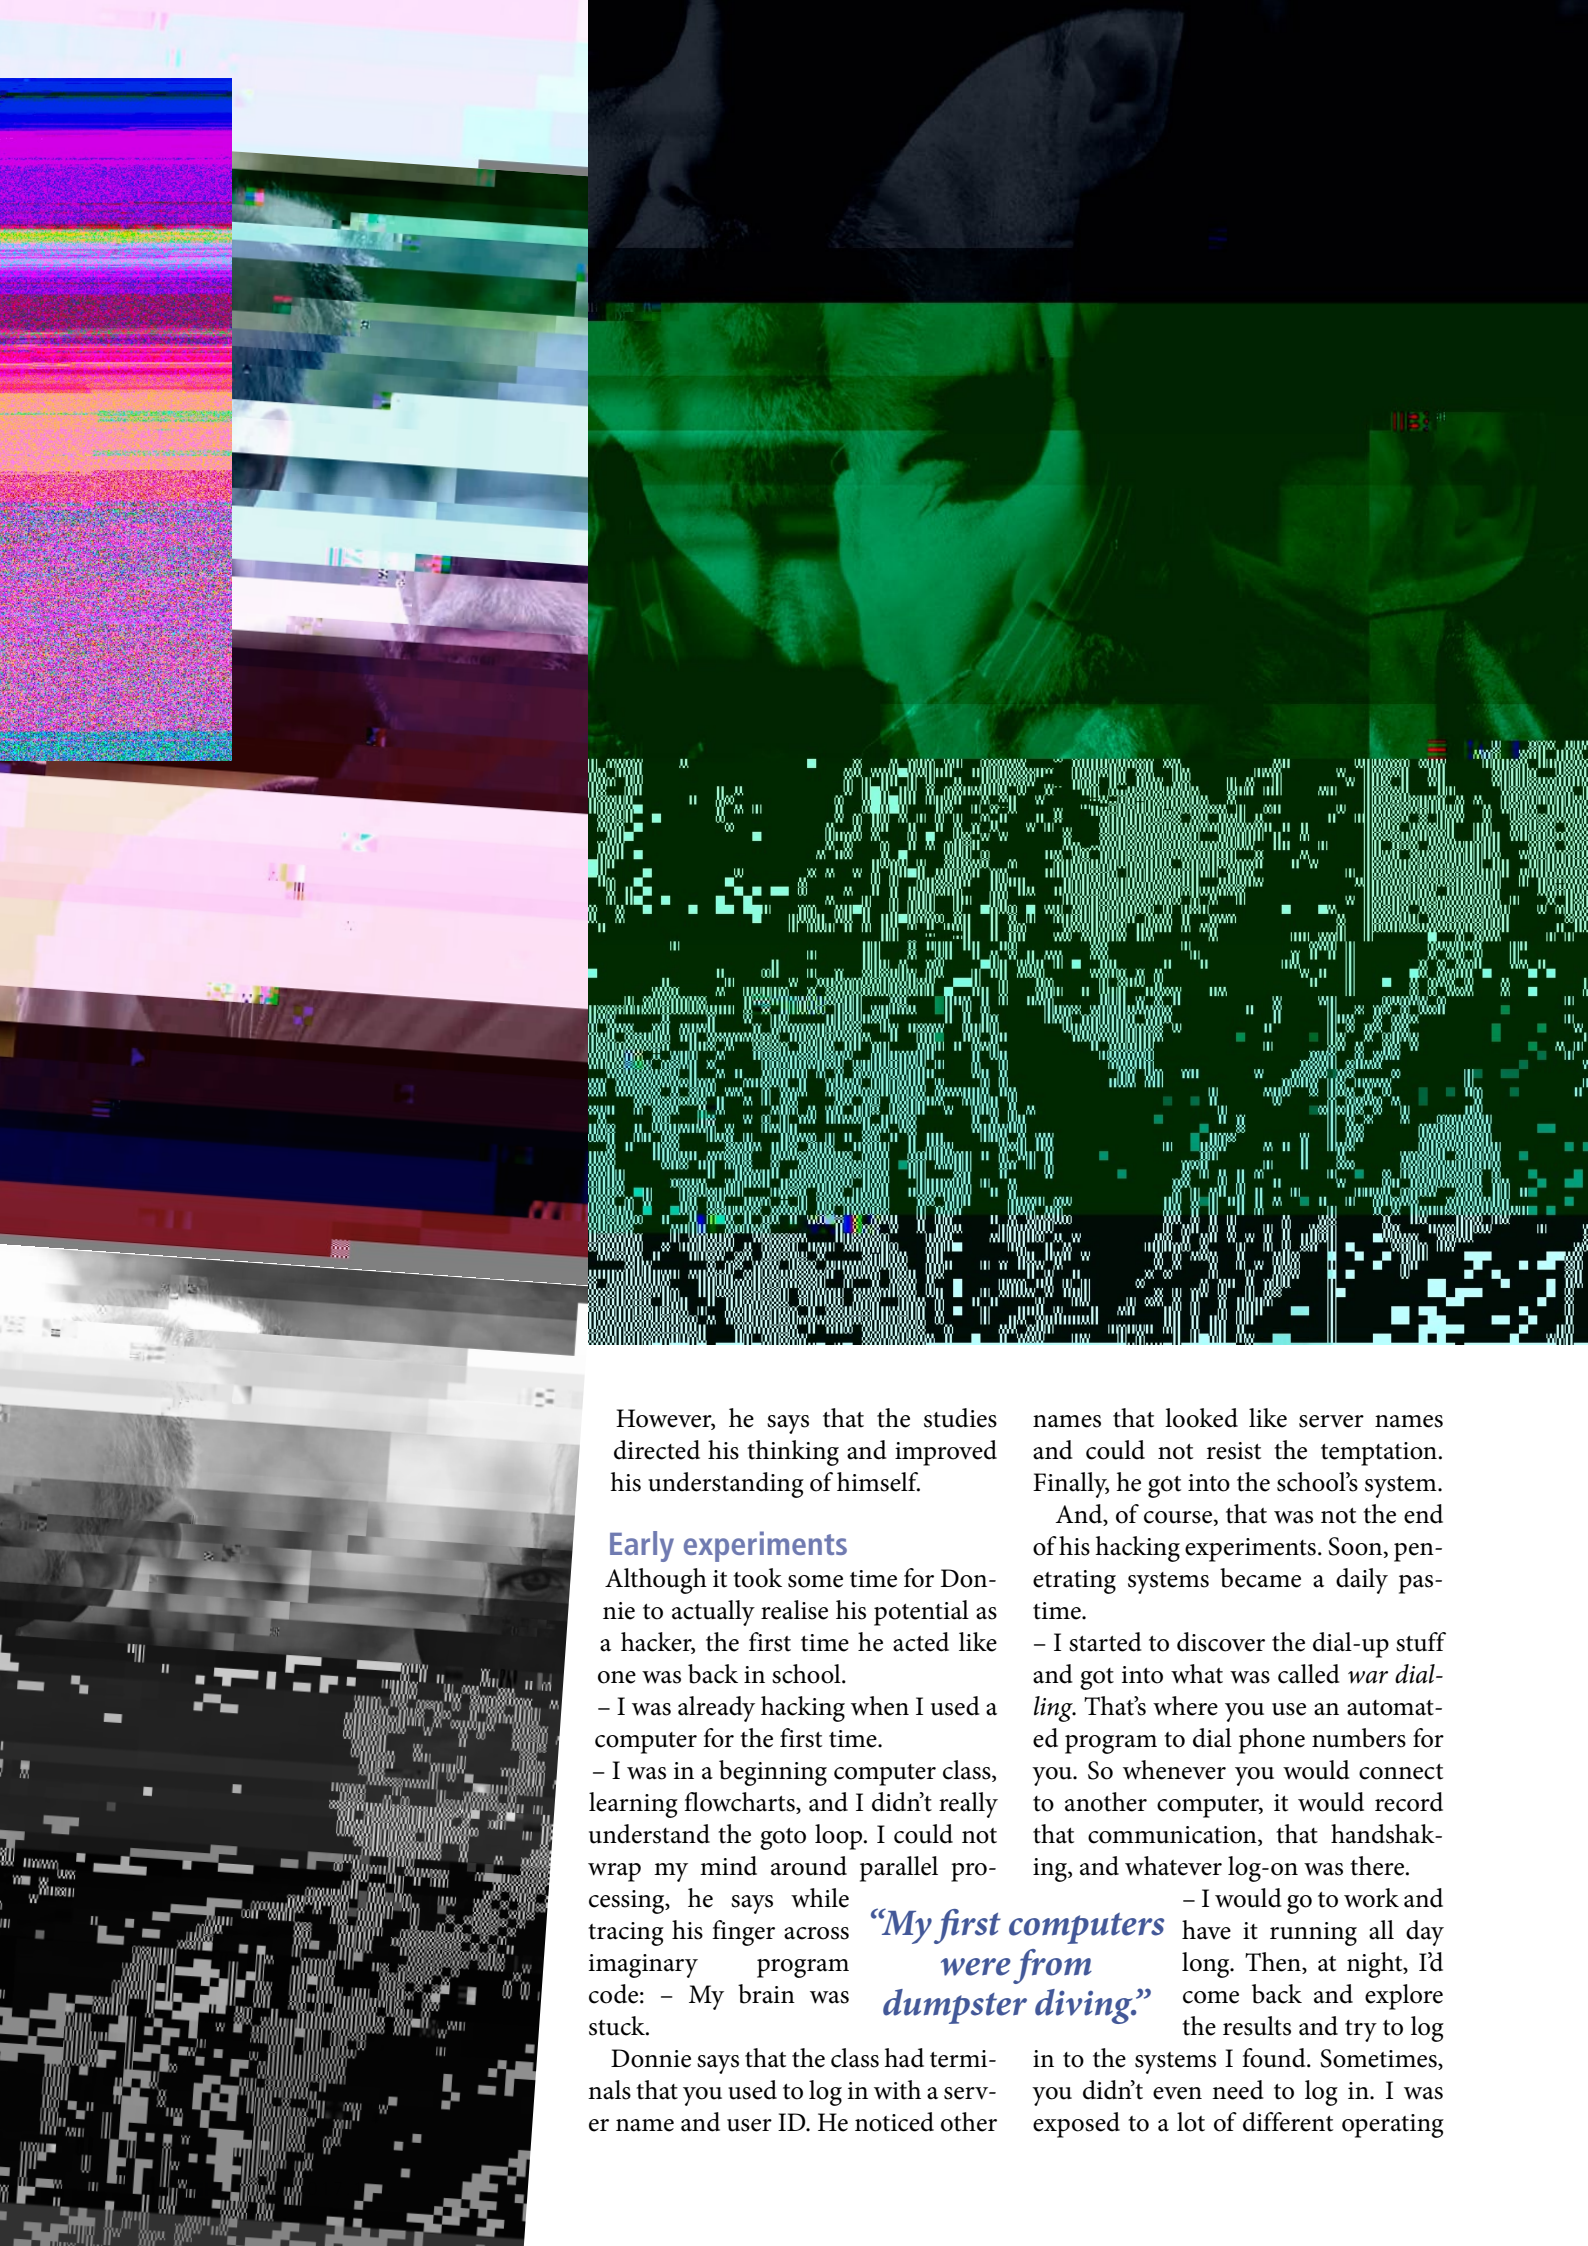 However, he says that the studies
directed his thinking and improved
his understanding of himself.
Early experiments
Although it took some time for Don-
nie to actually realise his potential as
a hacker, the first time he acted like
one was back in school.
– I was already hacking when I used a
computer for the first time.
– I was in a beginning computer class,
learning flowcharts, and I didn’t really
understand the goto loop. I could not
wrap my mind around parallel pro-
cessing, he says while
tracing his finger across
imaginary program
code: – My brain was
stuck.
Donnie says that the class had termi-
nals that you used to log in with a serv-
er name and user ID. He noticed other
“My first computers
were from
dumpster diving.”
names that looked like server names
and could not resist the temptation.
Finally, he got into the school’s system.
And, of course, that was not the end
of his hacking experiments. Soon, pen-
etrating systems became a daily pas-
time.
– I started to discover the dial-up stuff
and got into what was called war dial-
ling. That’s where you use an automat-
ed program to dial phone numbers for
you. So whenever you would connect
to another computer, it would record
that communication, that handshak-
ing, and whatever log-on was there.
– I would go to work and
have it running all day
long. Then, at night, I’d
come back and explore
the results and try to log
in to the systems I found. Sometimes,
you didn’t even need to log in. I was
exposed to a lot of different operating